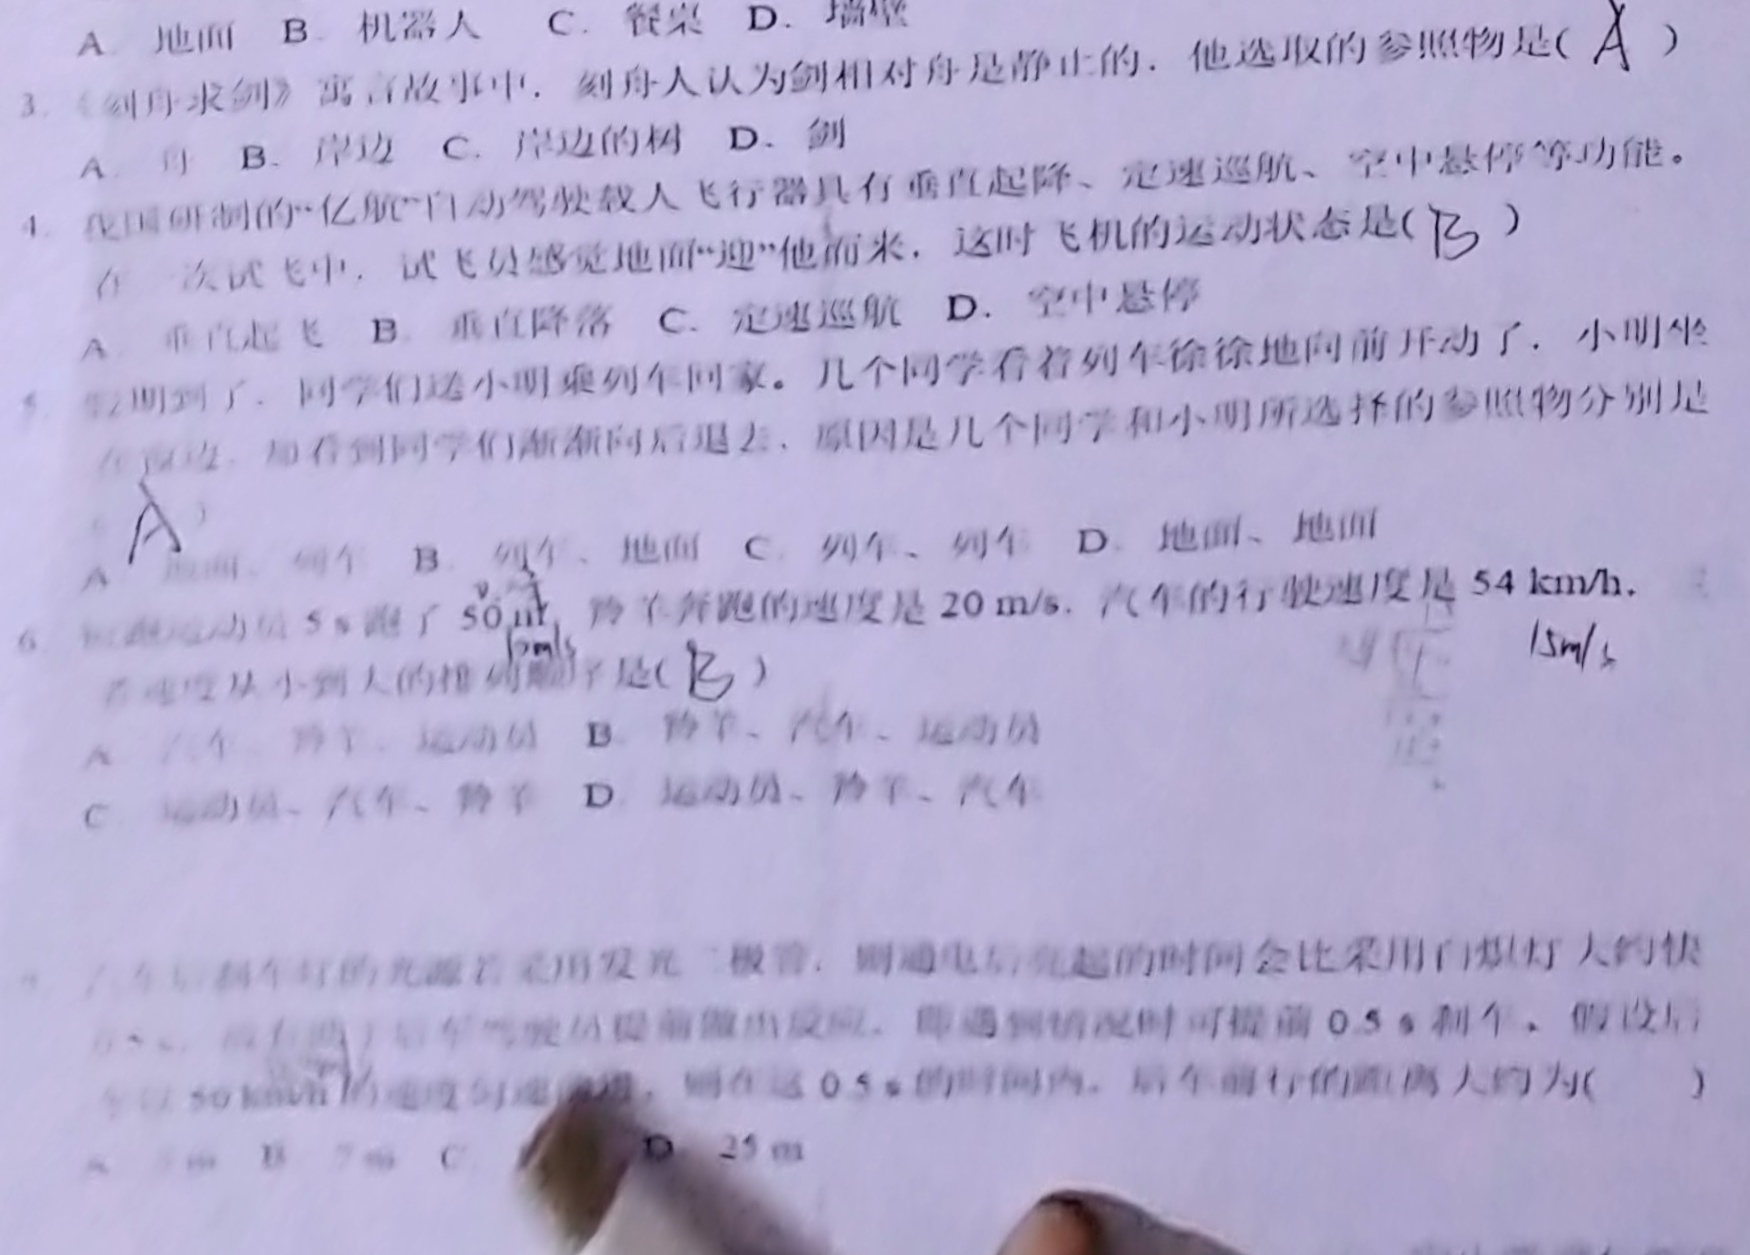 A. 地面 B. 机器人 C. 餐桌 D. 墙壁
3. 《刻舟求剑》寓言故事中，刻舟人认为剑相对舟是静止的，他选取的参照物是( A )
A. 舟 B. 岸边 C. 岸边的树 D. 剑
4. 我国研制的“亿航”自动驾驶载人飞行器具有垂直起降、定速巡航、空中悬停等功能。
在一次试飞中，试飞员感觉地面“迎”他而来，这时飞机的运动状态是( B )
A. 垂直起飞 B. 垂直降落 C. 定速巡航 D. 空中悬停
5. 假期到了，同学们送小明乘列车回家。几个同学看着列车徐徐地向前开动了，小明坐
在窗边，却看到同学们渐渐向后退去，原因是几个同学和小明所选择的参照物分别是
( A )
A. 地面、列车 B. 列车、地面 C. 列车、列车 D. 地面、地面
6. 短跑运动员 5 s 跑了 50 m，羚羊奔跑的速度是 20 m/s，汽车的行驶速度是 54 km/h，三
10m/s 15m/s
者速度从小到大的排列顺序是( B )
A. 汽车、羚羊、运动员 B. 羚羊、汽车、运动员
C. 运动员、汽车、羚羊 D. 运动员、羚羊、汽车
汽车后刹车灯的光源若采用发光二极管，则通电后亮起的时间会比采用白炽灯大约快
0.5 s，故有助于后车驾驶员提前做出反应，即遇到情况时可提前 0.5 s 刹车。假设后
车以 50 km/h 的速度匀速前进，则在这 0.5 s 的时间内，后车前行的距离大约为( )
A. m B. 7 m C. D. 25 m